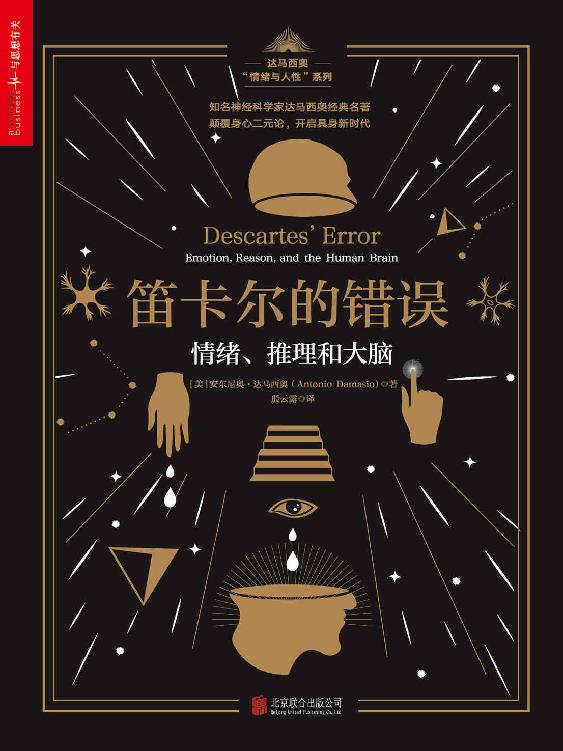 与思想有关
business
达马西奥
“情绪与人性”系列
知名神经科学家达马西奥经典名著
颠覆身心二元论，开启具身新时代
Descartes’ Error
Emotion, Reason, and the Human Brain
笛卡尔的错误
情绪、推理和大脑
［美］安东尼奥·达马西奥（Antonio Damasio）◎著
殷云露◎译
北京联合出版公司
Beijing United Publishing Co.,Ltd.